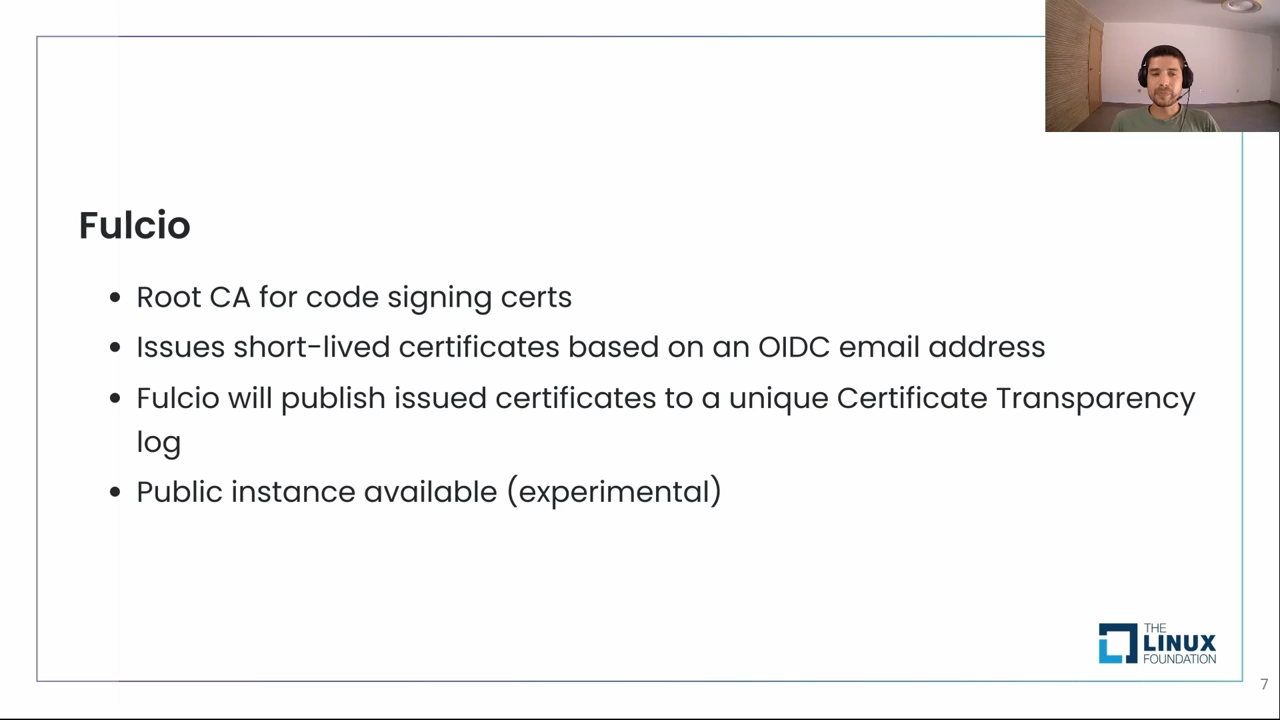 Fulcio
• Root CA for code signing certs
• Issues short-lived certificates based on an OIDC email address
• Fulcio will publish issued certificates to a unique Certificate Transparency
log
• Public instance available (experimental)
THE
LINUX
FOUNDATION
7